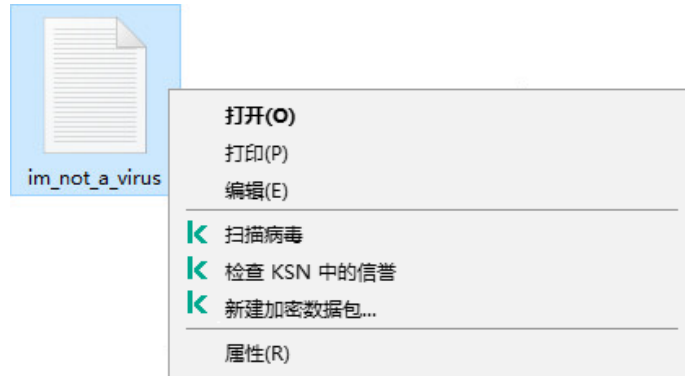 im_not_a_virus
打开(O)
打印(P)
编辑(E)
扫描病毒
检查 KSN 中的信誉
新建加密数据包...
属性(R)